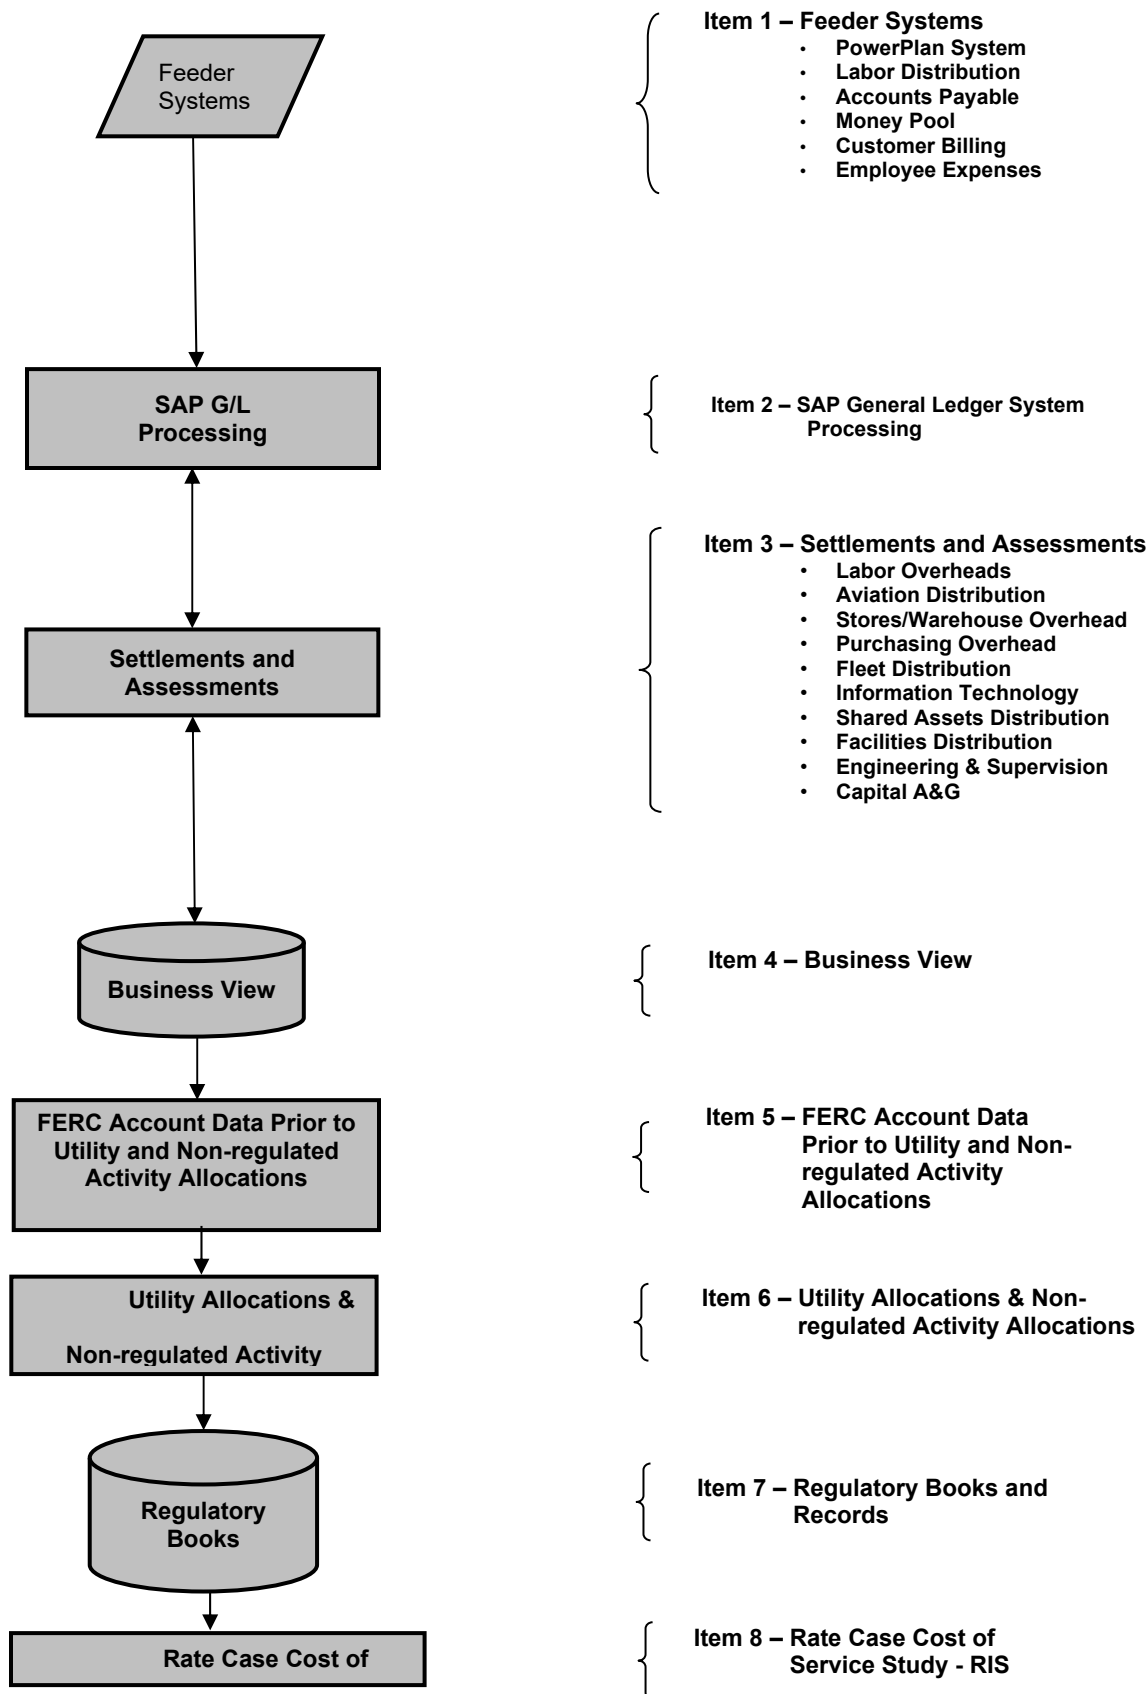 Feeder
Systems
Item 1 – Feeder Systems
• PowerPlan System
• Labor Distribution
• Accounts Payable
• Money Pool
• Customer Billing
• Employee Expenses
SAP G/L
Processing
Item 2 – SAP General Ledger System
Processing
Settlements and
Assessments
Item 3 – Settlements and Assessments
• Labor Overheads
• Aviation Distribution
• Stores/Warehouse Overhead
• Purchasing Overhead
• Fleet Distribution
• Information Technology
• Shared Assets Distribution
• Facilities Distribution
• Engineering & Supervision
• Capital A&G
Business View
Item 4 – Business View
FERC Account Data Prior to
Utility and Non-regulated
Activity Allocations
Item 5 – FERC Account Data
Prior to Utility and Non-
regulated Activity
Allocations
Utility Allocations &
Non-regulated Activity
Item 6 – Utility Allocations & Non-
regulated Activity Allocations
Regulatory
Books
Item 7 – Regulatory Books and
Records
Rate Case Cost of
Item 8 – Rate Case Cost of
Service Study - RIS